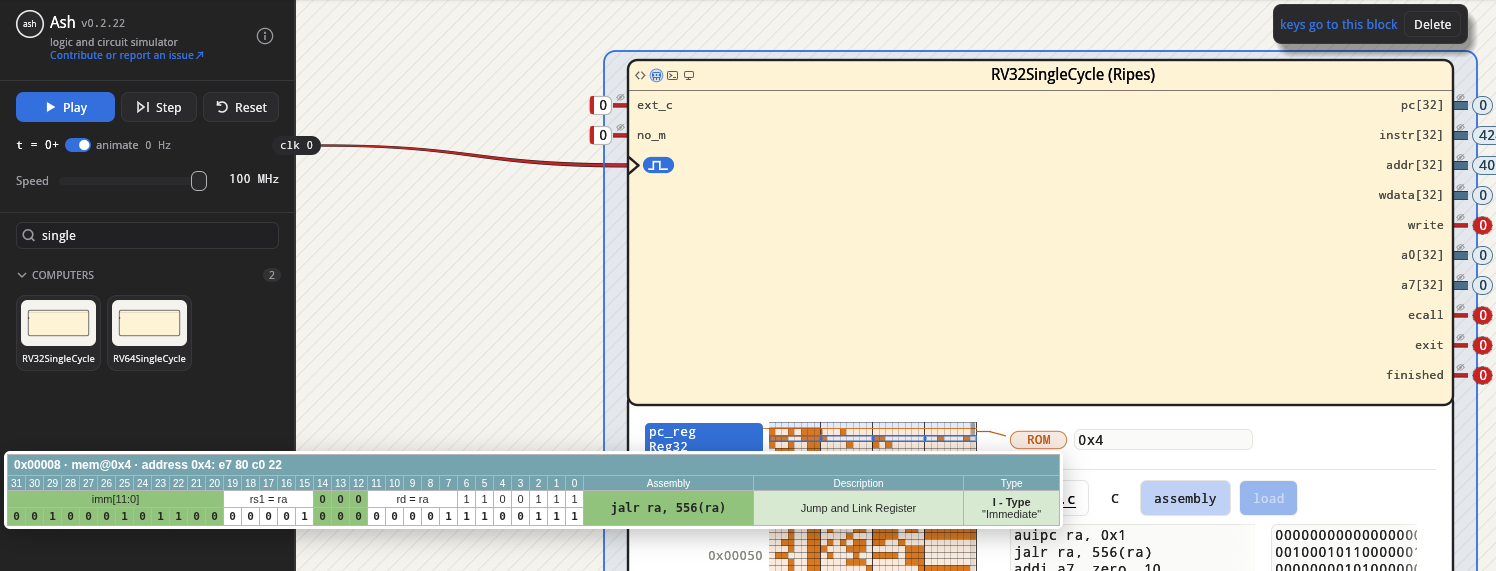 ash
Ash v0.2.22
logic and circuit simulator
Contribute or report an issue
Play
Step
Reset
t = 0+ animate 0 Hz
clk 0
Speed
100 MHz
single
COMPUTERS
2
RV32SingleCycle
RV64SingleCycle
keys go to this block
Delete
RV32SingleCycle (Ripes)
0 ext_c
0 no_m
pc[32] 0
instr[32] 42
addr[32] 40
wdata[32] 0
write 0
a0[32] 0
a7[32] 0
ecall 0
exit 0
finished 0
pc_reg
Reg32
ROM
0x4
0x00008 · mem@0x4 · address 0x4: e7 80 c0 22
31 30 29 28 27 26 25 24 23 22 21 20 19 18 17 16 15 14 13 12 11 10 9 8 7 6 5 4 3 2 1 0 Assembly Description Type
imm[11:0] rs1 = ra 0 0 0 rd = ra 1 1 0 0 1 1 1
0 0 1 0 0 0 1 0 1 1 0 0 0 0 0 0 1 0 0 0 0 0 0 0 1 1 1 0 0 1 1 1
jalr ra, 556(ra)
Jump and Link Register
I - Type
"Immediate"
.c
C
assembly
load
0x00050
auipc ra, 0x1
jalr ra, 556(ra)
addi a7, zero, 10